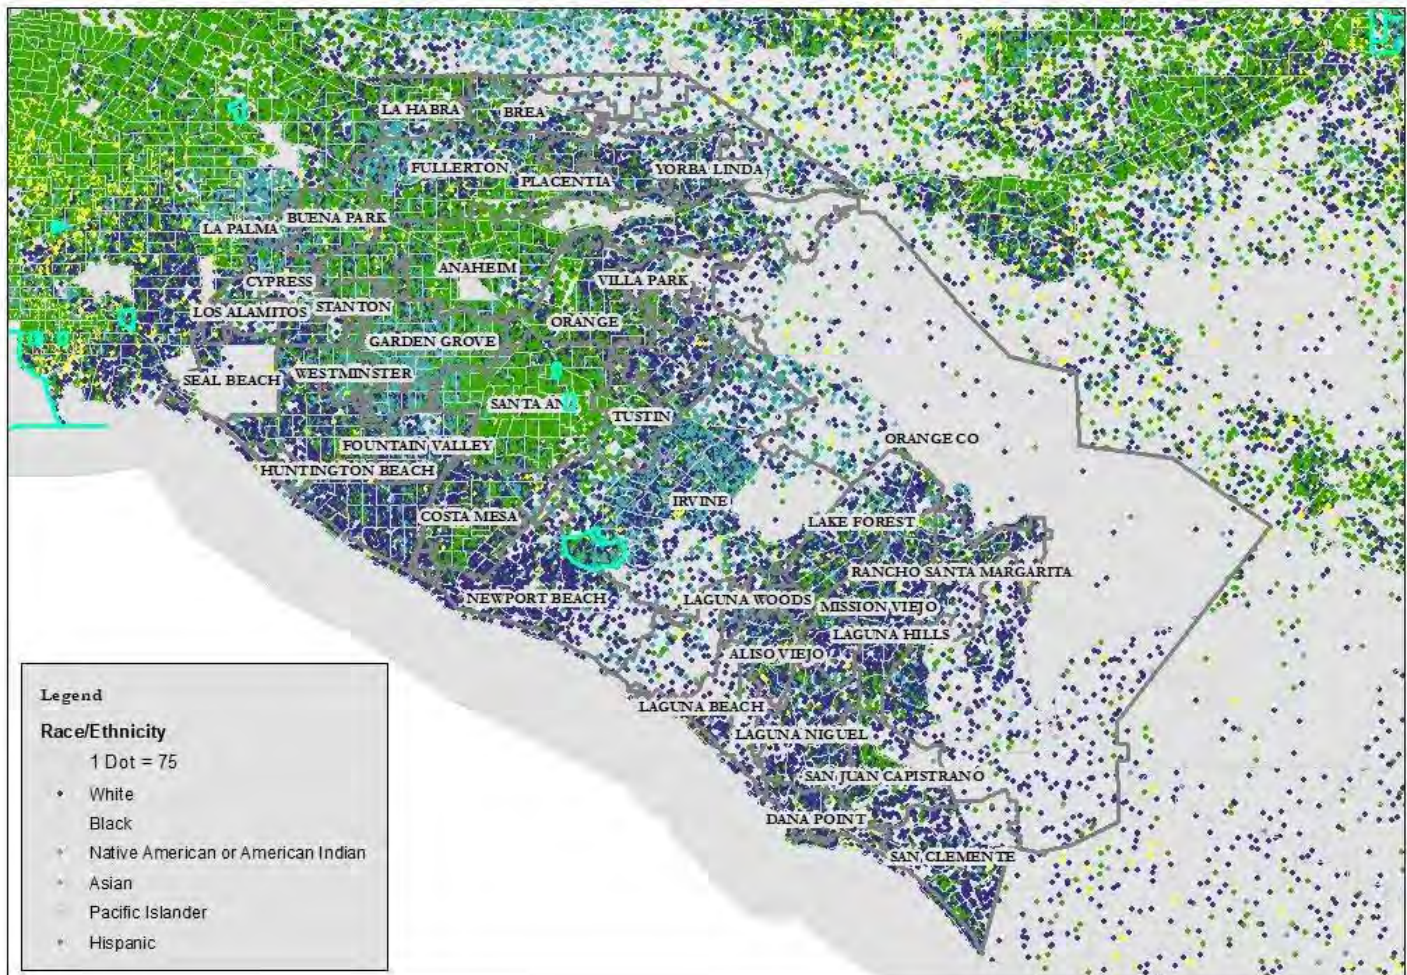 LA HABRA
BREA
FULLERTON
PLACENTIA
YORBA LINDA
BUENA PARK
LA PALMA
ANAHEIM
CYPRESS
VILLA PARK
LOS ALAMITOS
STANTON
ORANGE
GARDEN GROVE
SEAL BEACH
WESTMINSTER
SANTA AN
TUSTIN
ORANGE CO
FOUNTAIN VALLEY
HUNTINGTON BEACH
IRVINE
COSTA MESA
LAKE FOREST
RANCHO SANTA MARGARITA
NEWPORT BEACH
LAGUNA WOODS
MISSION VIEJO
LAGUNA HILLS
ALISO VIEJO
LAGUNA BEACH
LAGUNA NIGUEL
SAN JUAN CAPISTRANO
DANA POINT
SAN CLEMENTE
Legend
Race/Ethnicity
1 Dot = 75
White
Black
Native American or American Indian
Asian
Pacific Islander
Hispanic